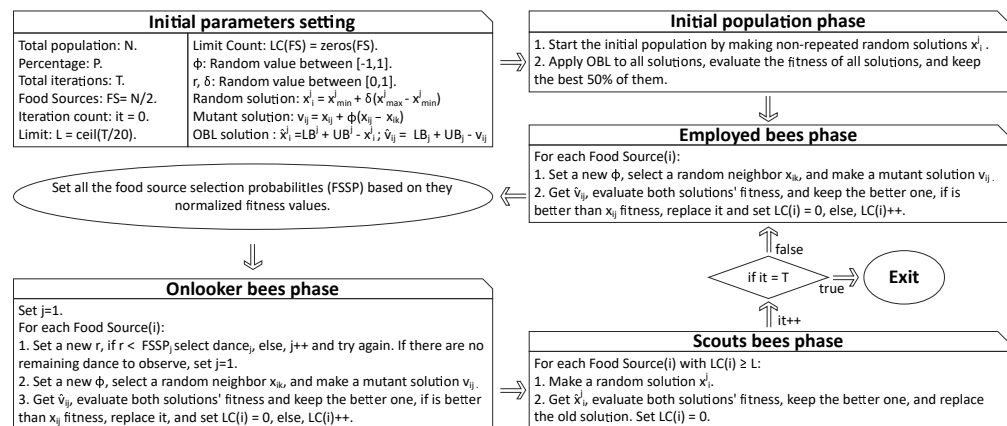 Initial parameters setting
Total population: N.
Percentage: P.
Total iterations: T.
Food Sources: FS= N/2.
Iteration count: it = 0.
Limit: L = ceil(T/20).
Limit Count: LC(FS) = zeros(FS).
ϕ: Random value between [-1,1].
r, δ: Random value between [0,1].
Random solution: xʲᵢ = xʲmin + δ(xʲmax - xʲmin)
Mutant solution: vᵢⱼ = xᵢⱼ + ϕ(xᵢⱼ – xᵢₖ)
OBL solution : x̂ʲᵢ =LBʲ + UBʲ - xʲᵢ ; v̂ᵢⱼ = LBⱼ + UBⱼ - vᵢⱼ
Initial population phase
1. Start the initial population by making non-repeated random solutions xʲᵢ .
2. Apply OBL to all solutions, evaluate the fitness of all solutions, and keep
the best 50% of them.
Employed bees phase
For each Food Source(i):
1. Set a new ϕ, select a random neighbor xᵢₖ, and make a mutant solution vᵢⱼ .
2. Get v̂ᵢⱼ, evaluate both solutions' fitness, and keep the better one, if is
better than xᵢⱼ fitness, replace it and set LC(i) = 0, else, LC(i)++.
Set all the food source selection probabilities (FSSP) based on they
normalized fitness values.
Onlooker bees phase
Set j=1.
For each Food Source(i):
1. Set a new r, if r < FSSPⱼ select danceⱼ, else, j++ and try again. If there are no
remaining dance to observe, set j=1.
2. Set a new ϕ, select a random neighbor xᵢₖ, and make a mutant solution vᵢⱼ .
3. Get v̂ᵢⱼ, evaluate both solutions' fitness and keep the better one, if is better
than xᵢⱼ fitness, replace it, and set LC(i) = 0, else, LC(i)++.
Scouts bees phase
For each Food Source(i) with LC(i) ≥ L:
1. Make a random solution xʲᵢ.
2. Get x̂ʲᵢ, evaluate both solutions' fitness, keep the better one, and replace
the old solution. Set LC(i) = 0.
it++
if it = T
false
true
Exit